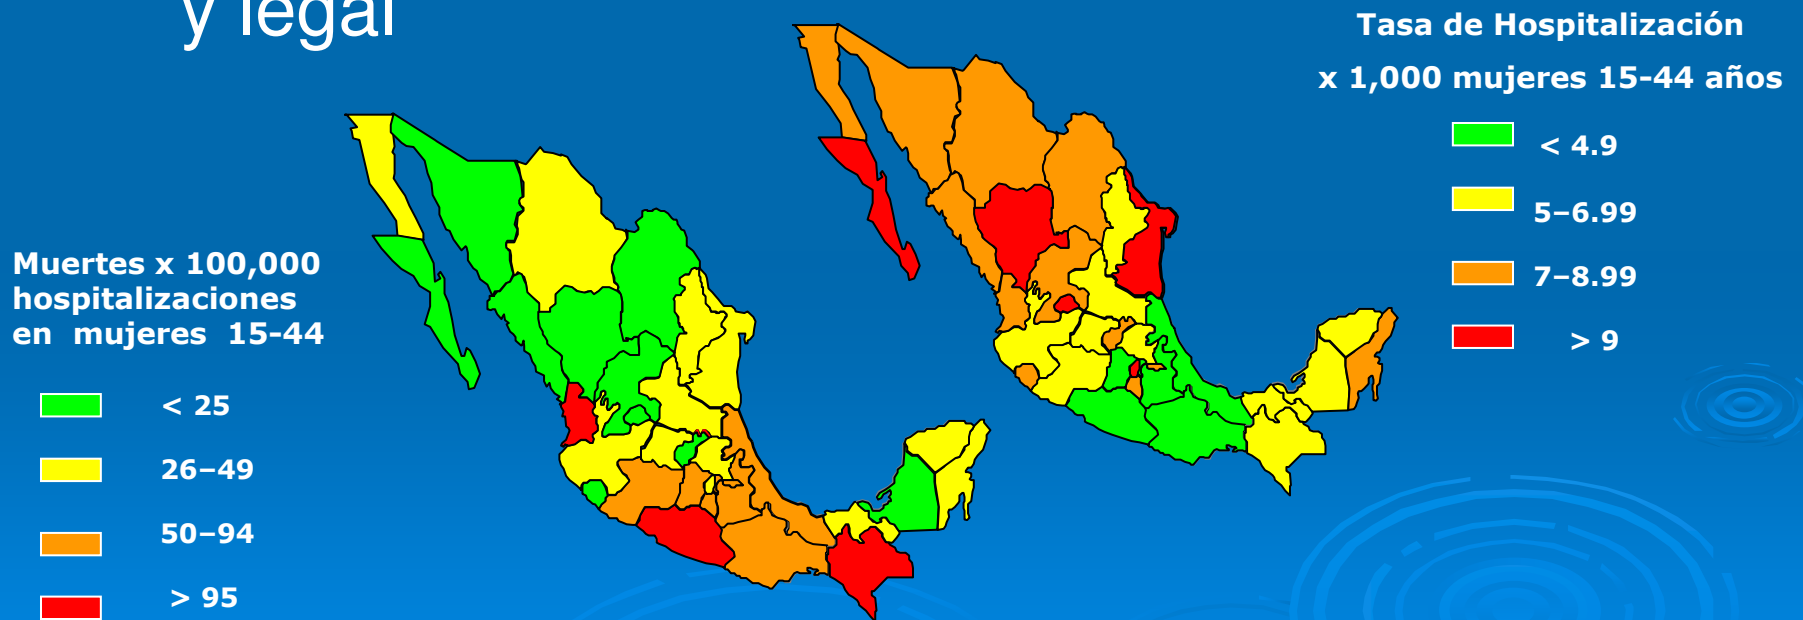 y legal
Tasa de Hospitalización
x 1,000 mujeres 15-44 años
< 4.9
5–6.99
7–8.99
> 9
Muertes x 100,000
hospitalizaciones
en mujeres 15-44
< 25
26–49
50–94
> 95